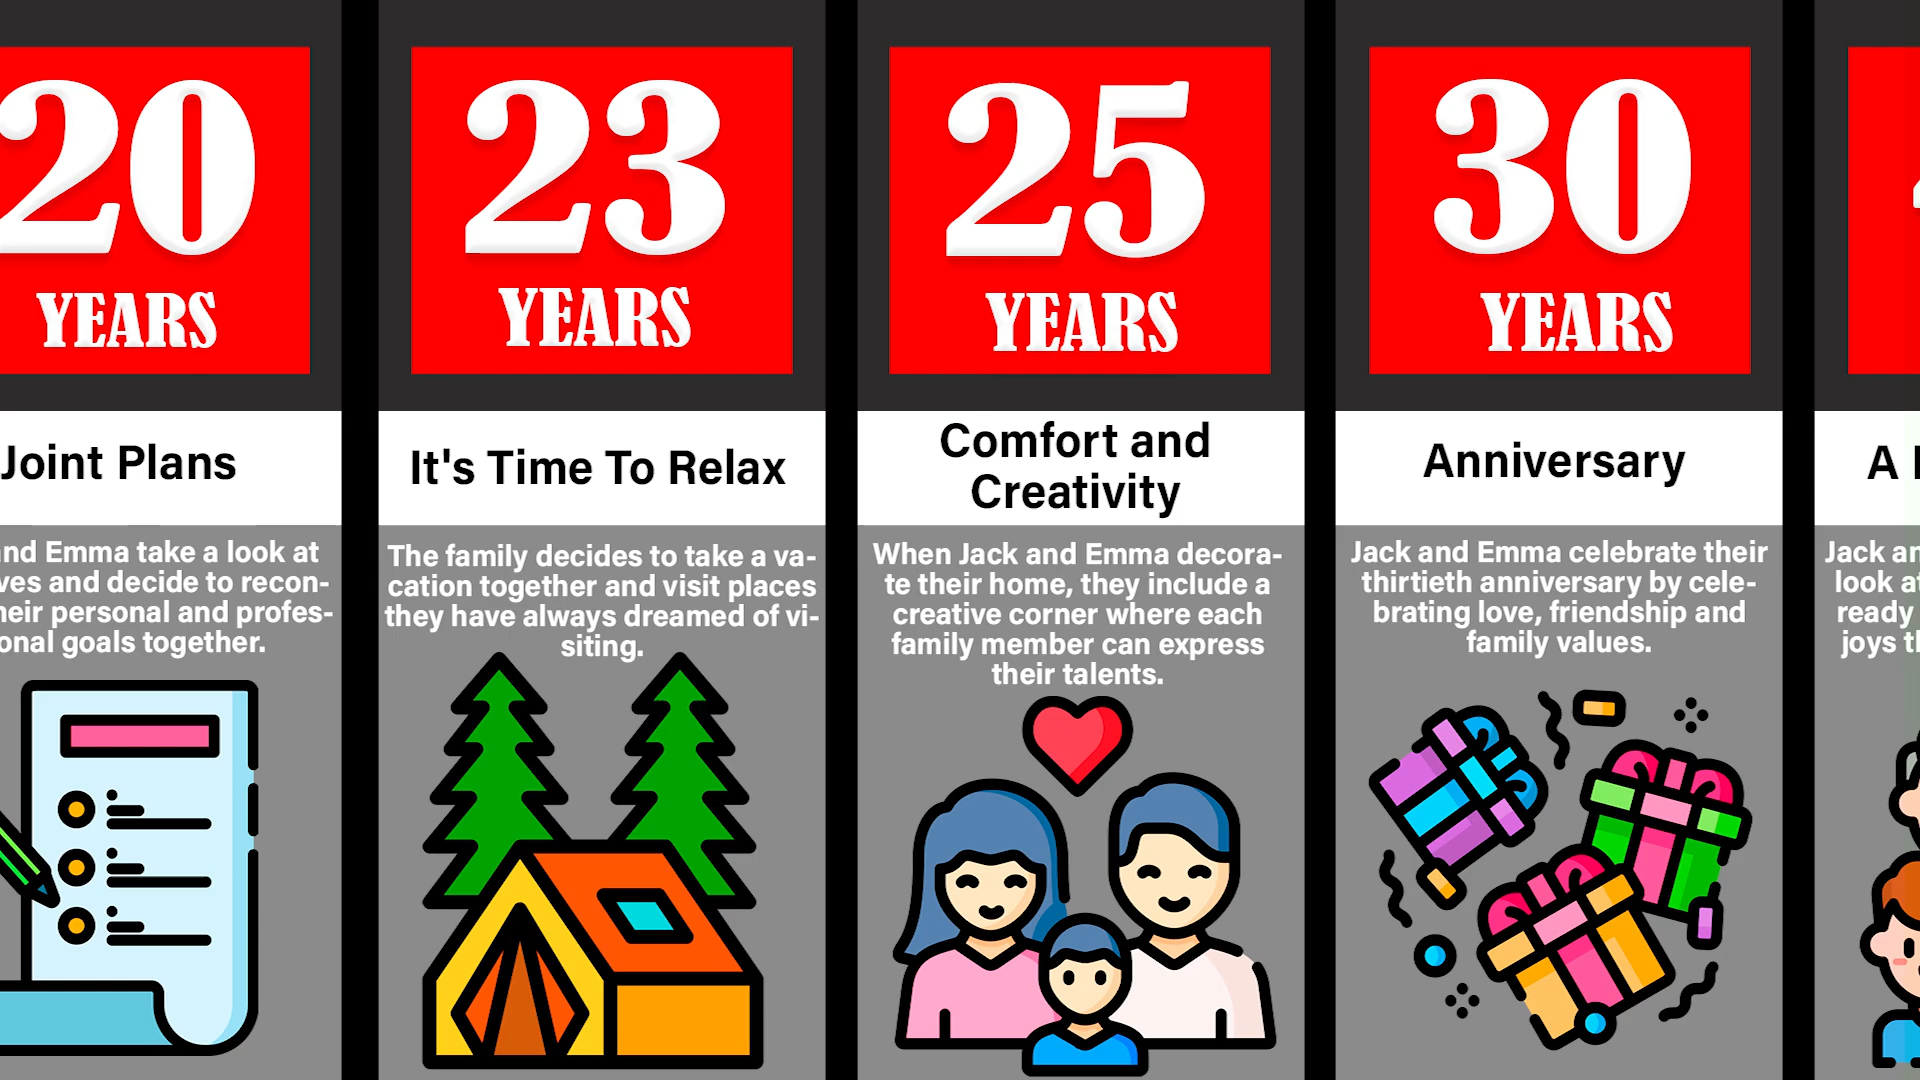 20
YEARS
Joint Plans
and Emma take a look at
ves and decide to recon-
heir personal and profes-
onal goals together.
23
YEARS
It's Time To Relax
The family decides to take a va-
cation together and visit places
they have always dreamed of vi-
siting.
25
YEARS
Comfort and
Creativity
When Jack and Emma decora-
te their home, they include a
creative corner where each
family member can express
their talents.
30
YEARS
Anniversary
Jack and Emma celebrate their
thirtieth anniversary by cele-
brating love, friendship and
family values.
A
Jack
look at
ready
joys